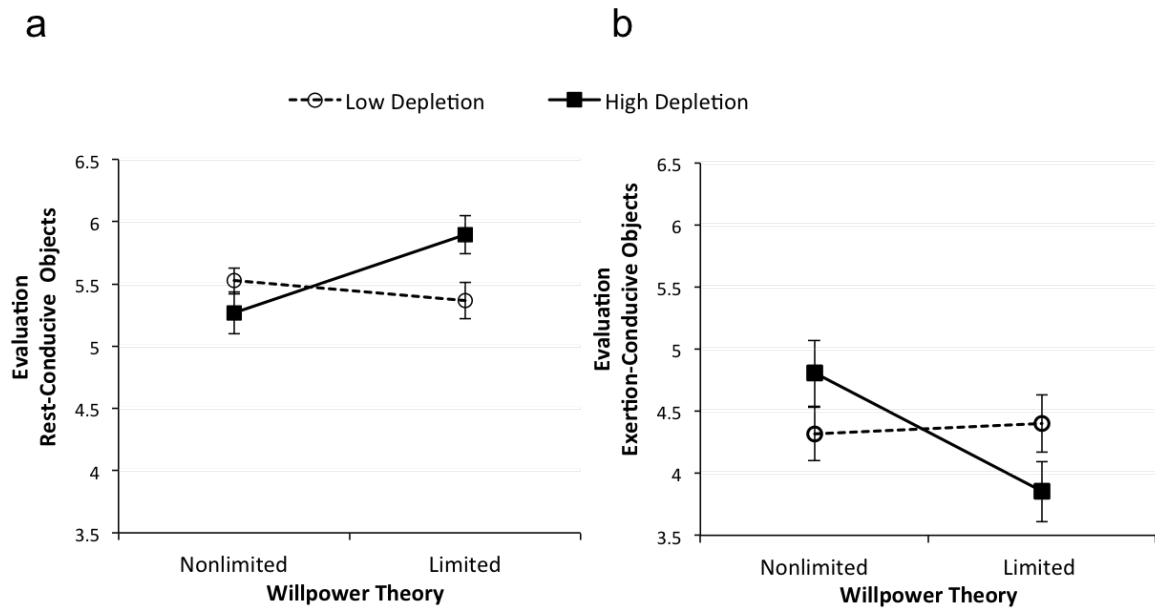 a
b
Low Depletion
High Depletion
Evaluation
Rest-Conducive Objects
6.5
6
5.5
5
4.5
4
3.5
Nonlimited
Limited
Willpower Theory
Evaluation
Exertion-Conducive Objects
6.5
6
5.5
5
4.5
4
3.5
Nonlimited
Limited
Willpower Theory